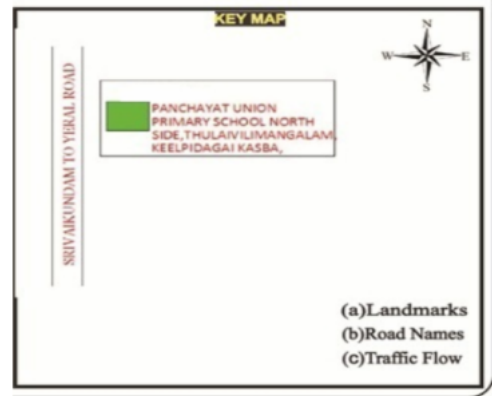 KEY MAP
N
W E
S
SRIVAIKUNDAM TO YERAL ROAD
PANCHAYAT UNION
PRIMARY SCHOOL NORTH
SIDE,THULAIVILIMANGALAM,
KEELPIDAGAI KASBA,
(a)Landmarks
(b)Road Names
(c)Traffic Flow